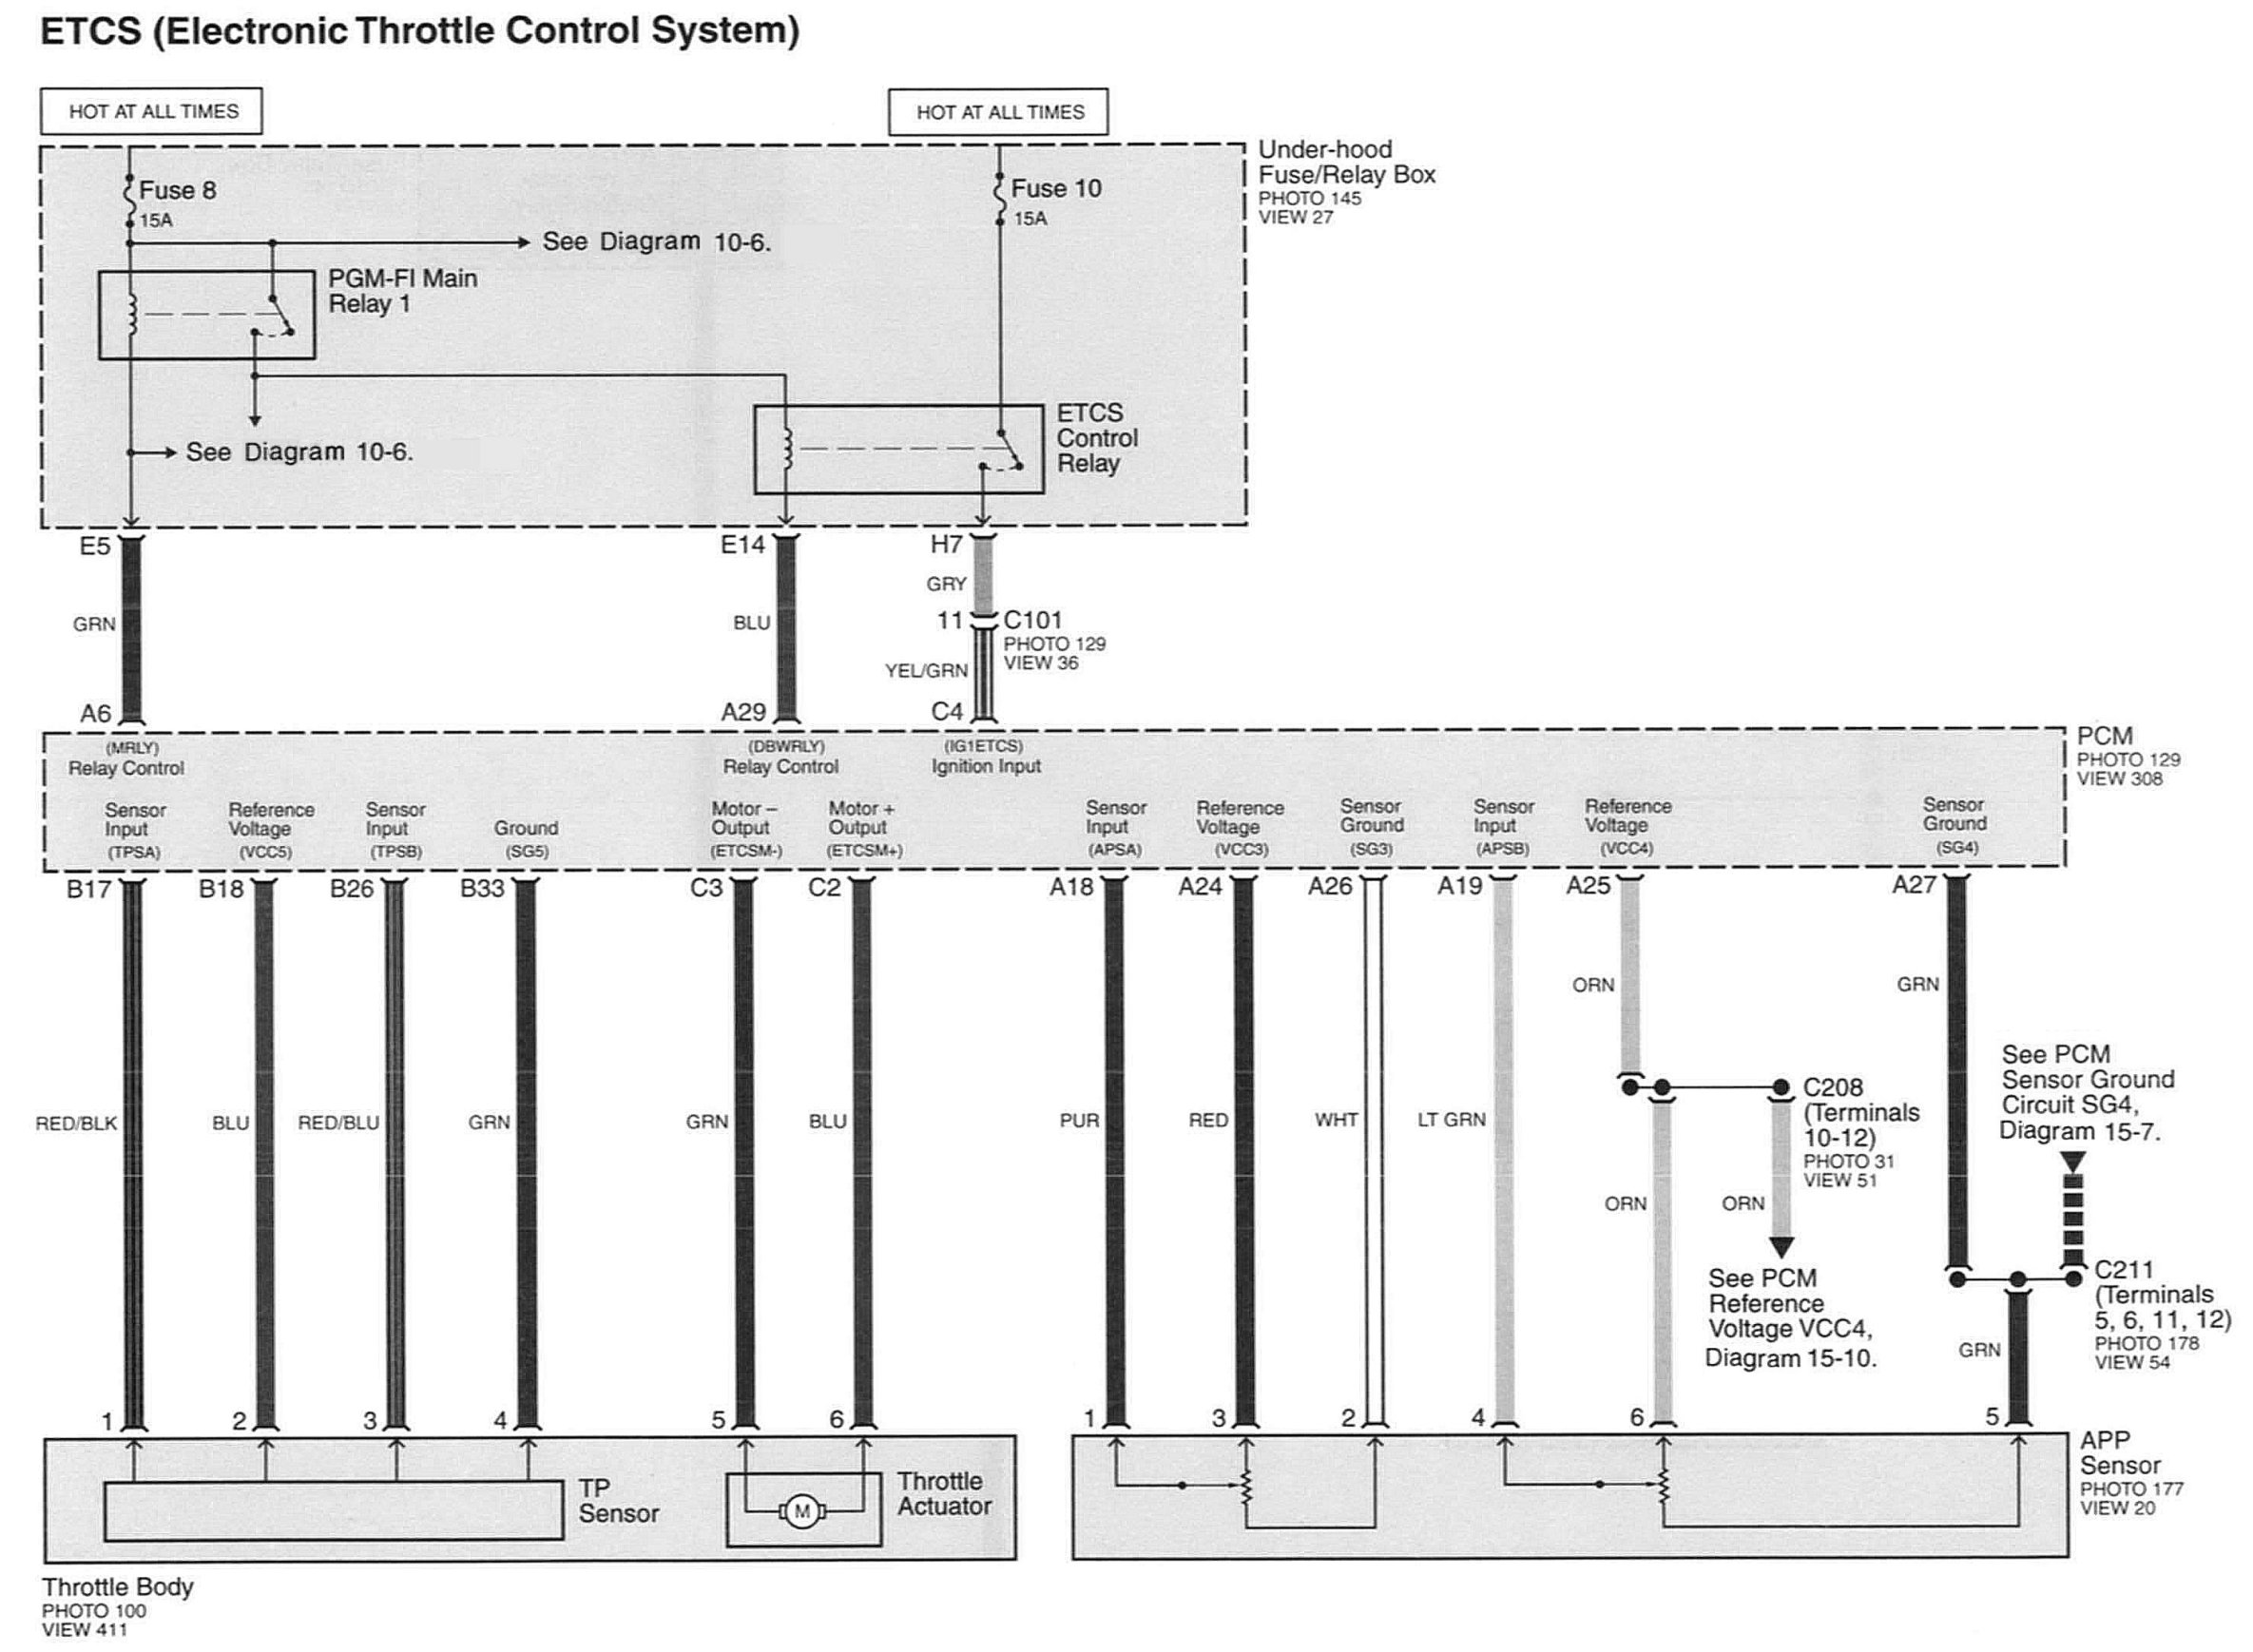 ETCS (Electronic Throttle Control System)
HOT AT ALL TIMES
HOT AT ALL TIMES
Under-hood
Fuse/Relay Box
PHOTO 145
VIEW 27
Fuse 8
15A
Fuse 10
15A
See Diagram 10-6.
PGM-FI Main
Relay 1
ETCS
Control
Relay
See Diagram 10-6.
E5
E14
H7
GRY
GRN
BLU
11
C101
PHOTO 129
VIEW 36
YEL/GRN
A6
A29
C4
PCM
PHOTO 129
VIEW 308
(MRLY)
Relay Control
(DBWRLY)
Relay Control
(IG1ETCS)
Ignition Input
Sensor
Input
(TPSA)
Reference
Voltage
(VCC5)
Sensor
Input
(TPSB)
Ground
(SG5)
Motor –
Output
(ETCSM-)
Motor +
Output
(ETCSM+)
Sensor
Input
(APSA)
Reference
Voltage
(VCC3)
Sensor
Ground
(SG3)
Sensor
Input
(APSB)
Reference
Voltage
(VCC4)
Sensor
Ground
(SG4)
B17
B18
B26
B33
C3
C2
A18
A24
A26
A19
A25
A27
ORN
GRN
See PCM
Sensor Ground
Circuit SG4,
Diagram 15-7.
C208
(Terminals
10-12)
PHOTO 31
VIEW 51
RED/BLK
BLU
RED/BLU
GRN
GRN
BLU
PUR
RED
WHT
LT GRN
ORN
ORN
See PCM
Reference
Voltage VCC4,
Diagram 15-10.
C211
(Terminals
5, 6, 11, 12)
PHOTO 178
VIEW 54
GRN
1
2
3
4
5
6
1
3
2
4
6
5
TP
Sensor
M
Throttle
Actuator
APP
Sensor
PHOTO 177
VIEW 20
Throttle Body
PHOTO 100
VIEW 411